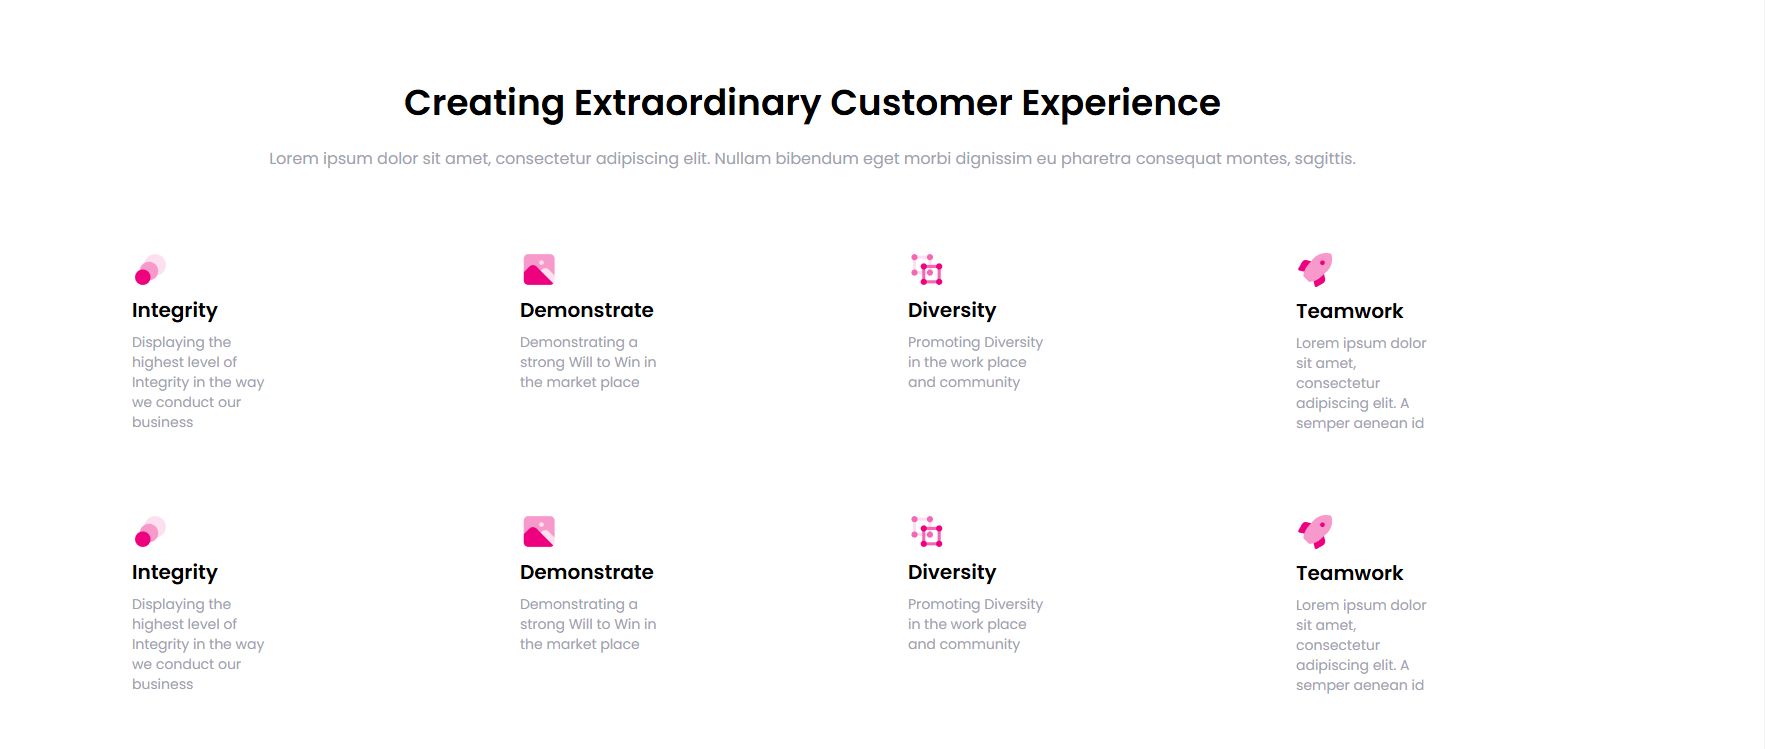 Creating Extraordinary Customer Experience
Lorem ipsum dolor sit amet, consectetur adipiscing elit. Nullam bibendum eget morbi dignissim eu pharetra consequat montes, sagittis.
Integrity
Displaying the
highest level of
Integrity in the way
we conduct our
business
Demonstrate
Demonstrating a
strong Will to Win in
the market place
Diversity
Promoting Diversity
in the work place
and community
Teamwork
Lorem ipsum dolor
sit amet,
consectetur
adipiscing elit. A
semper aenean id
Integrity
Displaying the
highest level of
Integrity in the way
we conduct our
business
Demonstrate
Demonstrating a
strong Will to Win in
the market place
Diversity
Promoting Diversity
in the work place
and community
Teamwork
Lorem ipsum dolor
sit amet,
consectetur
adipiscing elit. A
semper aenean id